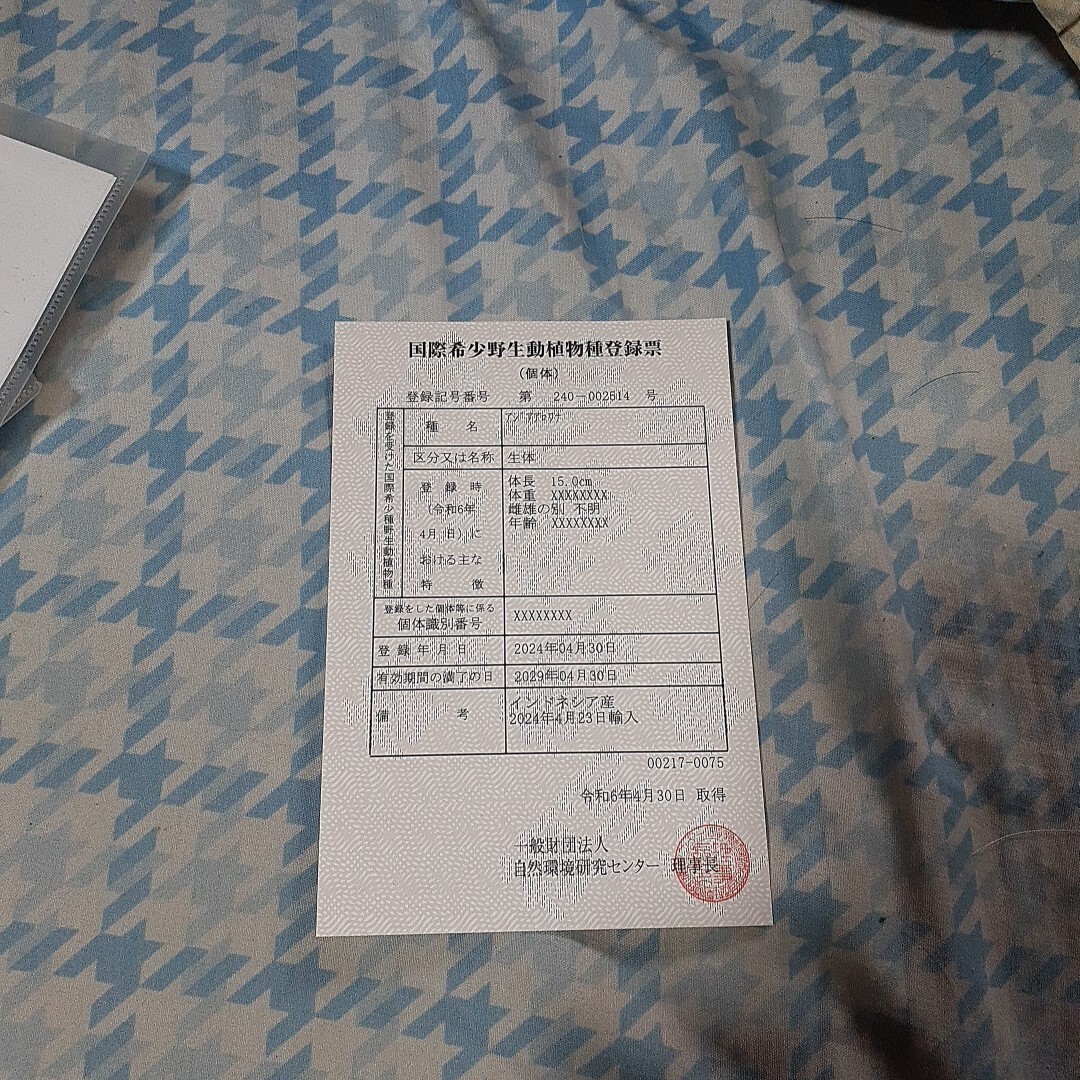 国際希少野生動植物種登録票
(個体)
登録記号番号 第 240-002514 号
登録を受けた国際希少種野生動植物種
種名 アジアアロワナ
区分又は名称 生体
登録時
(令和6年
4月 日)に
おける主な
特徴
体長 15.0cm
体重 XXXXXXXX
雌雄の別 不明
年齢 XXXXXXXX
登録をした個体等に係る
個体識別番号 XXXXXXXX
登録年月日 2024年04月30日
有効期間の満了の日 2029年04月30日
備考 インドネシア産
2024年4月23日輸入
00217-0075
令和6年4月30日 取得
一般財団法人
自然環境研究センター 理事長